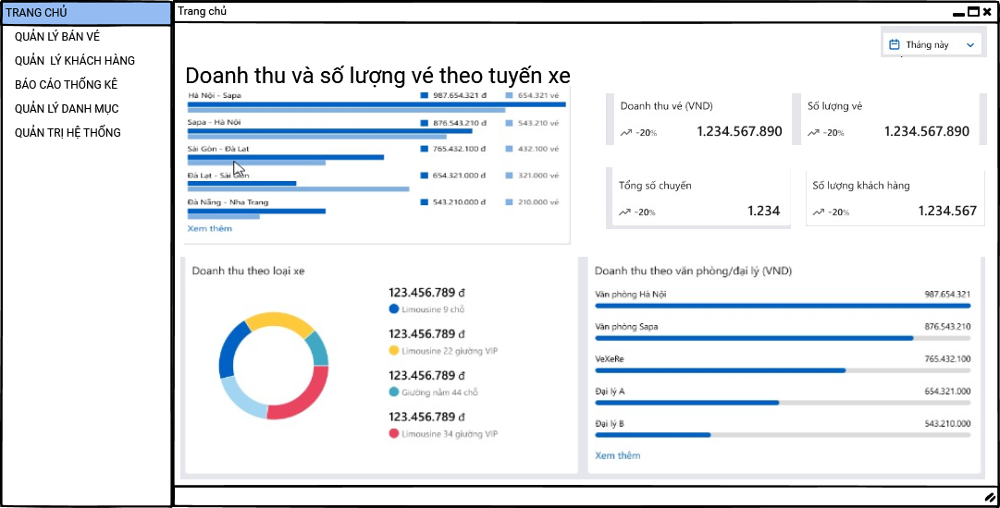 TRANG CHỦ
QUẢN LÝ BÁN VÉ
QUẢN LÝ KHÁCH HÀNG
BÁO CÁO THỐNG KÊ
QUẢN LÝ DANH MỤC
QUẢN TRỊ HỆ THỐNG
Trang chủ
Tháng này
Doanh thu và số lượng vé theo tuyến xe
Hà Nội - Sapa 987.654.321 đ 654.321 vé
Sapa - Hà Nội 876.543.210 đ 543.210 vé
Sài Gòn - Đà Lạt 765.432.100 đ 432.100 vé
Đà Lạt - Sài Gòn 654.321.000 đ 321.000 vé
Đà Nẵng - Nha Trang 543.210.000 đ 210.000 vé
Xem thêm
Doanh thu vé (VND)
-20% 1.234.567.890
Số lượng vé
-20% 1.234.567.890
Tổng số chuyến
-20% 1.234
Số lượng khách hàng
-20% 1.234.567
Doanh thu theo loại xe
123.456.789 đ
Limousine 9 chỗ
123.456.789 đ
Limousine 22 giường VIP
123.456.789 đ
Giường nằm 44 chỗ
123.456.789 đ
Limousine 34 giường VIP
Doanh thu theo văn phòng/đại lý (VND)
Văn phòng Hà Nội 987.654.321
Văn phòng Sapa 876.543.210
VeXeRe 765.432.100
Đại lý A 654.321.000
Đại lý B 543.210.000
Xem thêm